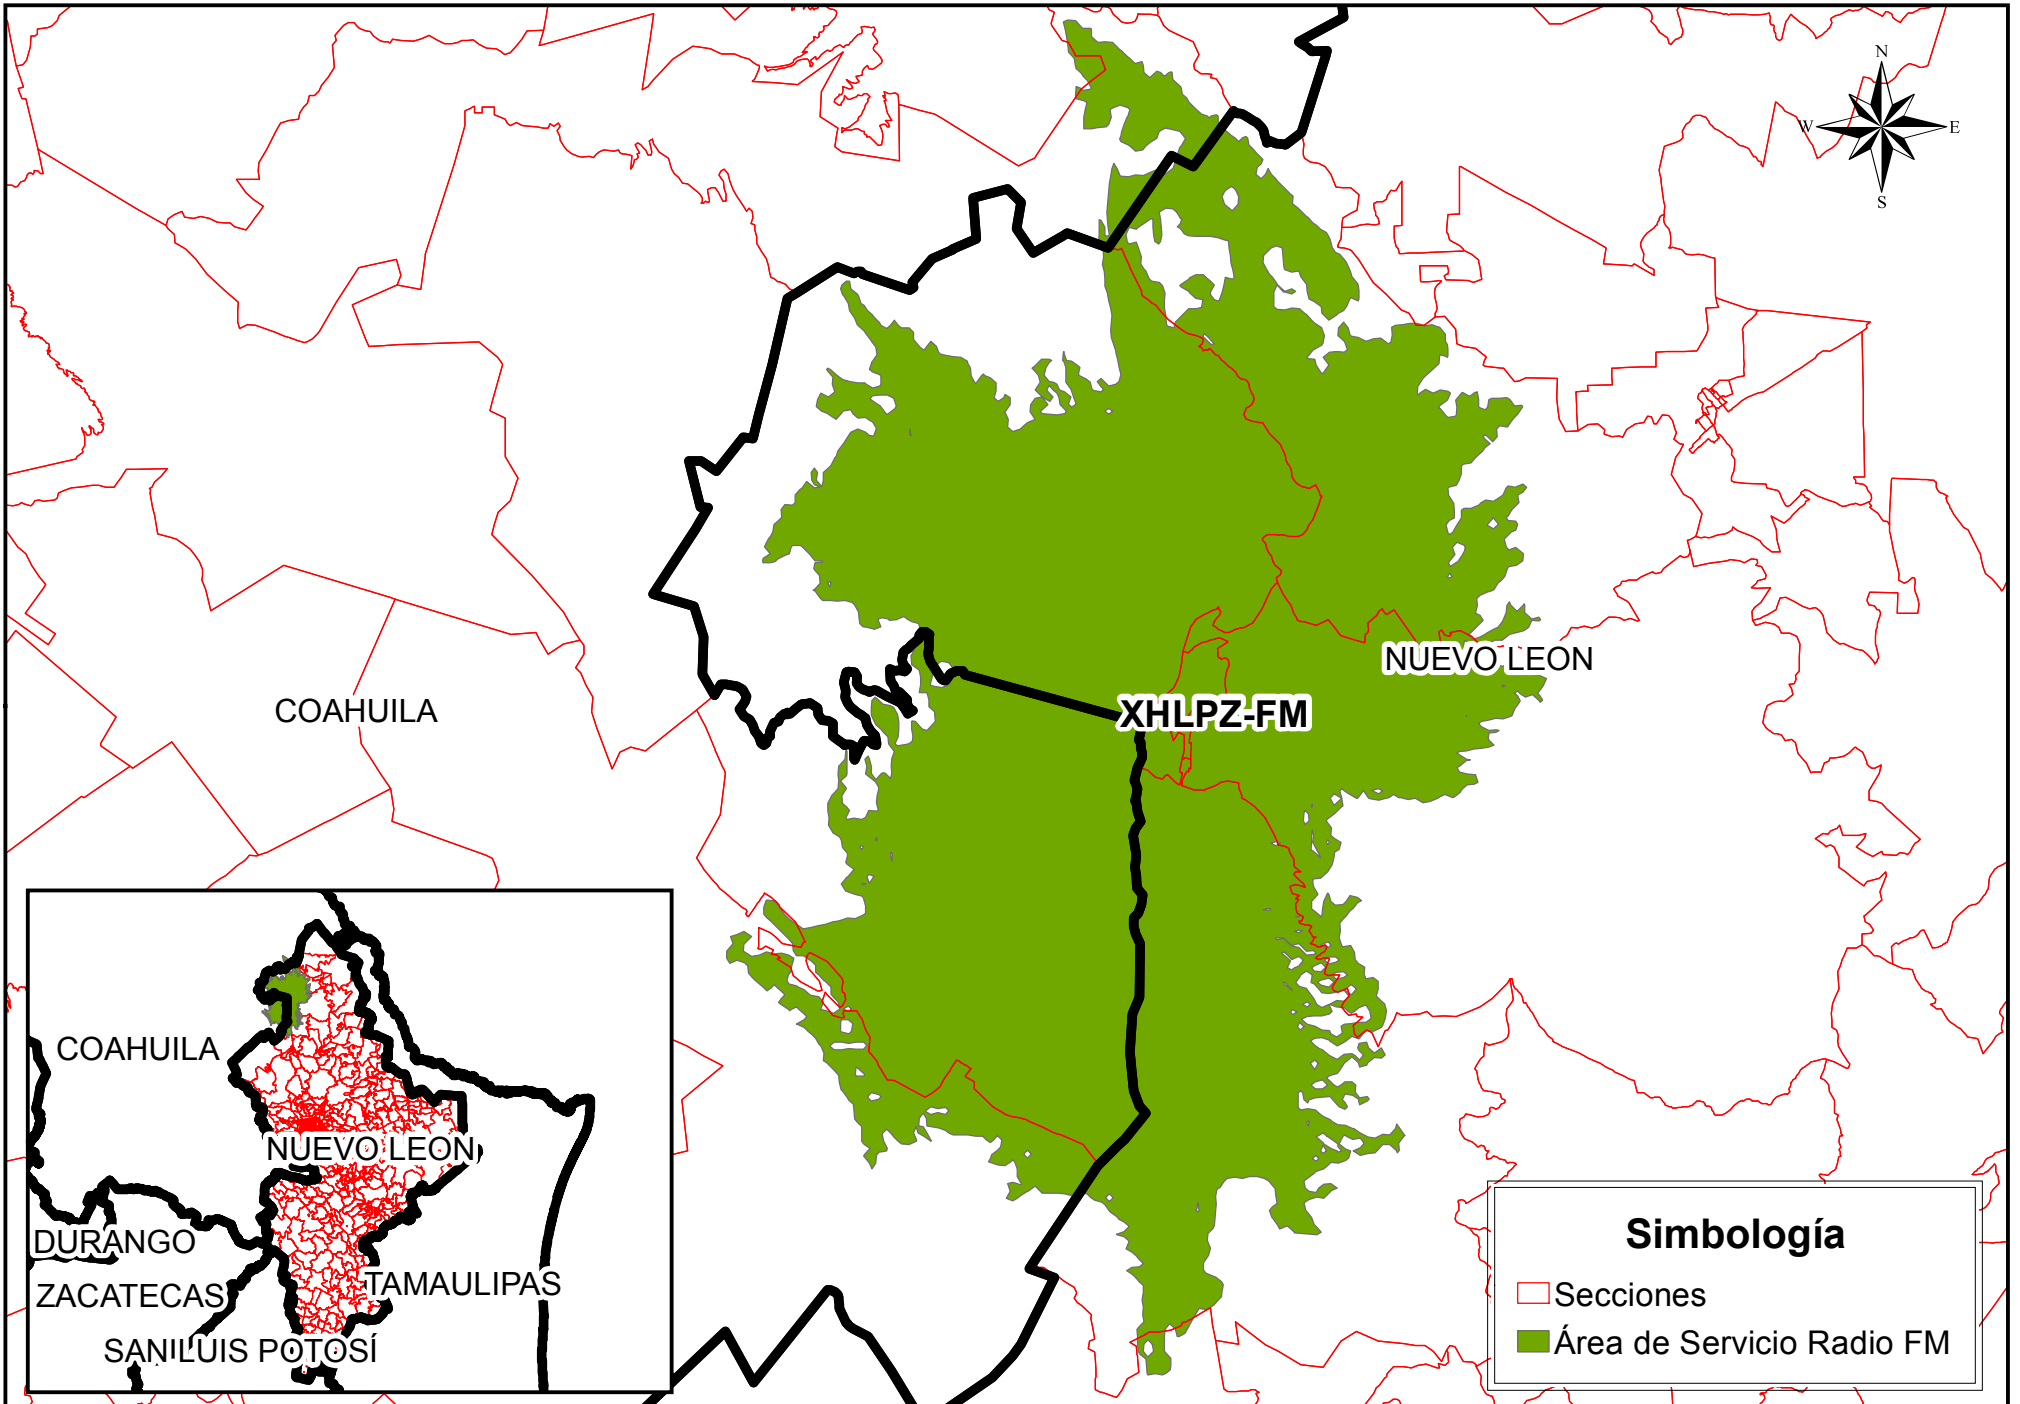 N
W
E
S
NUEVO LEON
COAHUILA
XHLPZ-FM
COAHUILA
NUEVO LEON
DURANGO
ZACATECAS
TAMAULIPAS
SAN LUIS POTOSÍ
Simbología
Secciones
Área de Servicio Radio FM